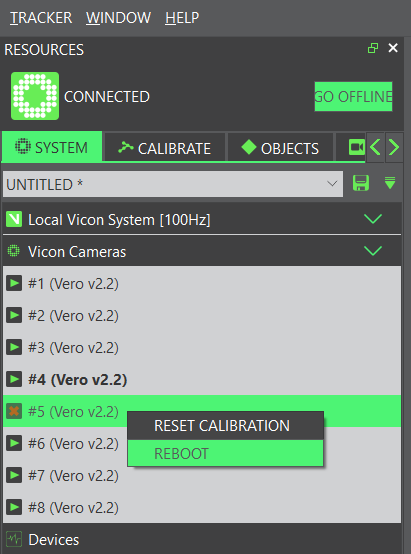 TRACKER WINDOW HELP
RESOURCES
CONNECTED GO OFFLINE
SYSTEM CALIBRATE OBJECTS
UNTITLED *
Local Vicon System [100Hz]
Vicon Cameras
#1 (Vero v2.2)
#2 (Vero v2.2)
#3 (Vero v2.2)
#4 (Vero v2.2)
#5 (Vero v2.2)
RESET CALIBRATION
#6 (Vero v2.2)
REBOOT
#7 (Vero v2.2)
#8 (Vero v2.2)
Devices